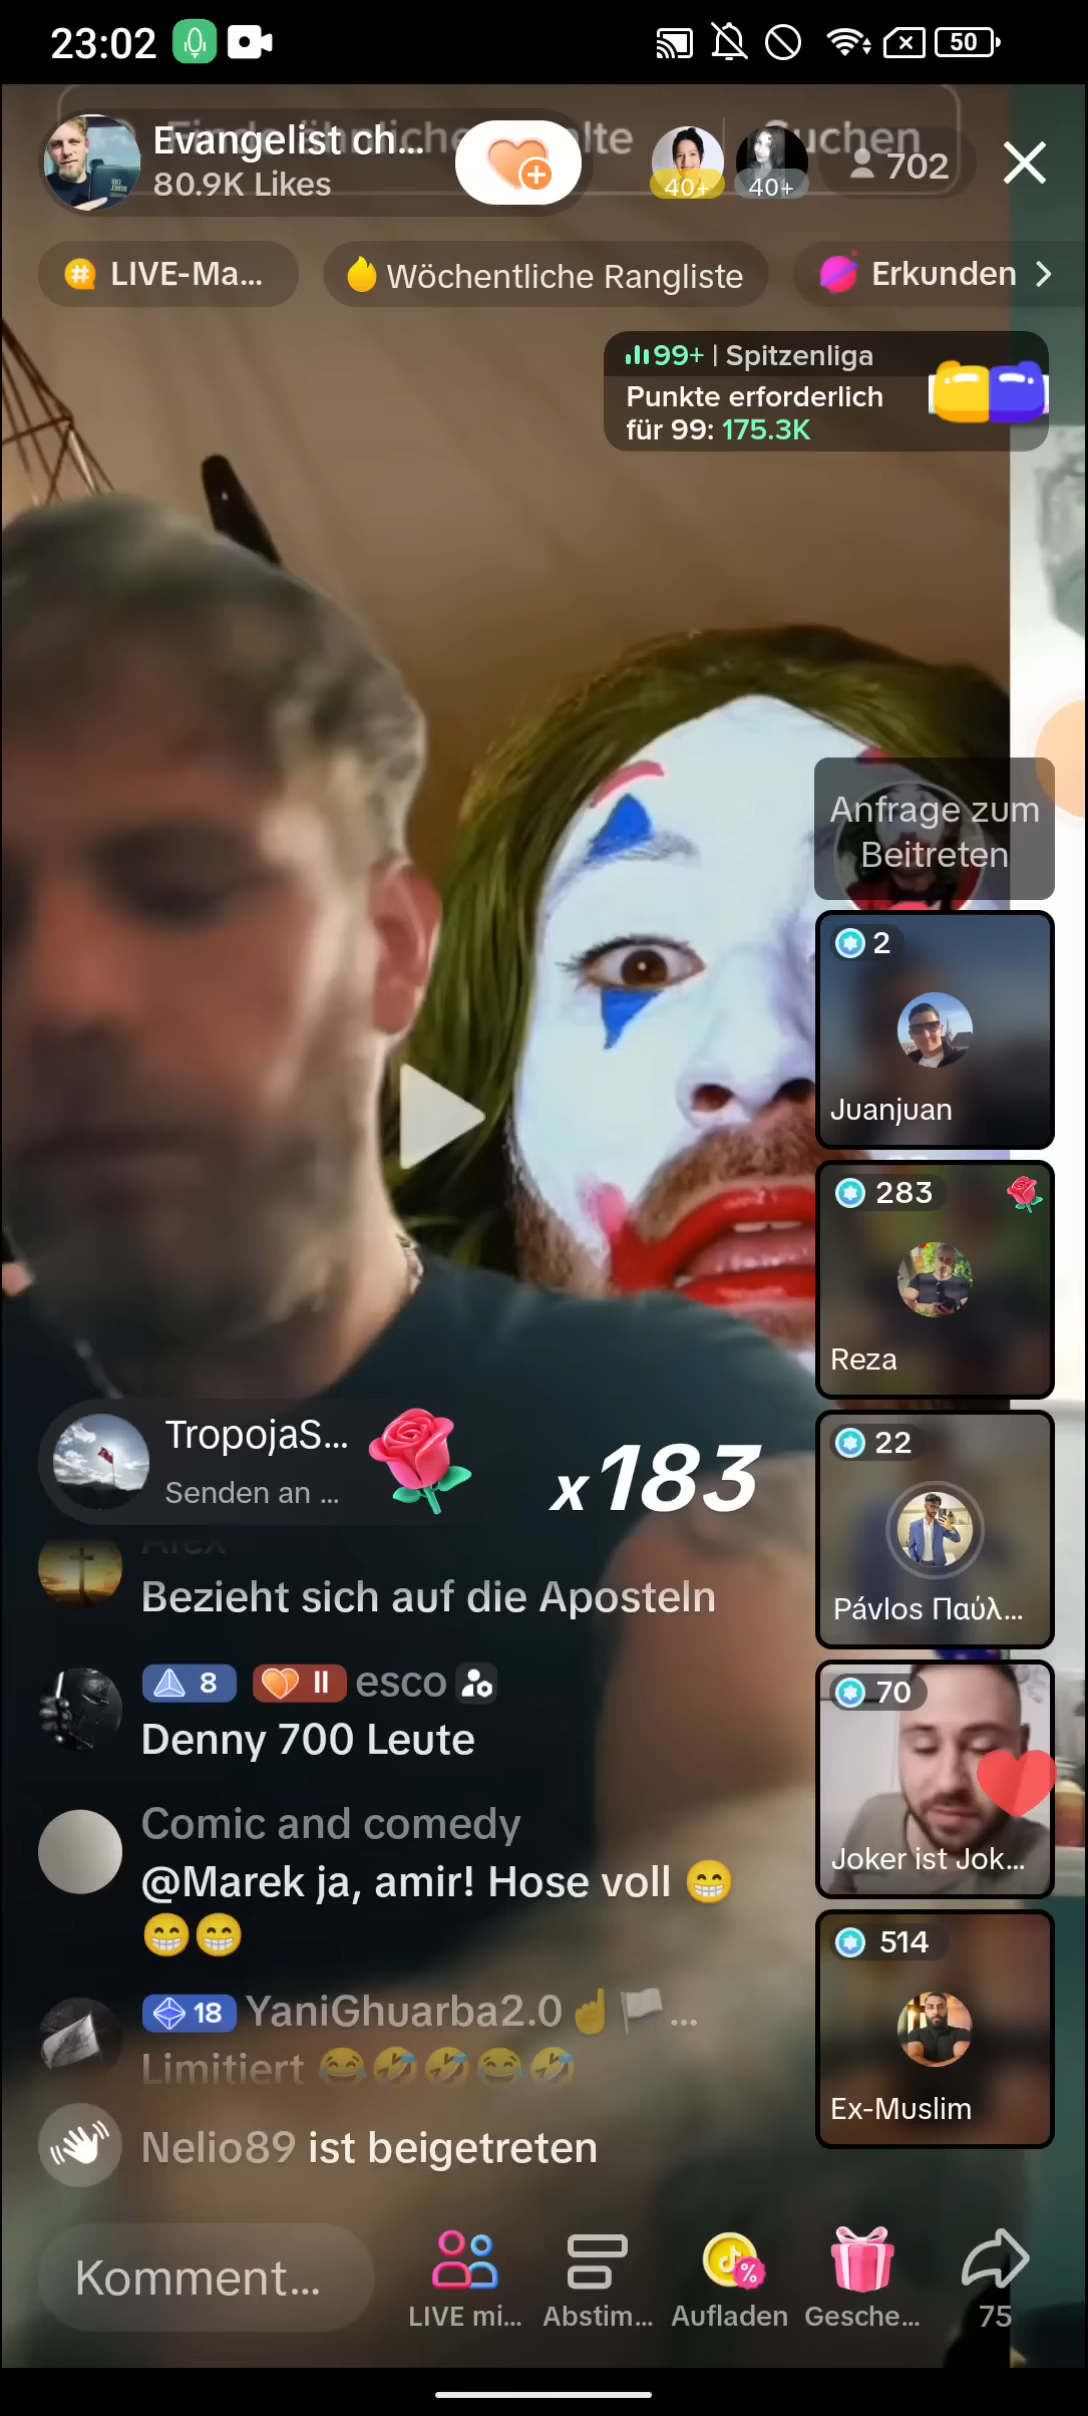 23:02
50
Evangelist ch...
80.9K Likes
40+
40+
702
Suchen
LIVE-Ma...
Wöchentliche Rangliste
Erkunden
99+ | Spitzenliga
Punkte erforderlich
für 99: 175.3K
Anfrage zum
Beitreten
2
Juanjuan
283
Reza
22
Pávlos Παύλ...
70
Joker ist Jok...
514
Ex-Muslim
TropojaS...
Senden an ...
x183
Alex
Bezieht sich auf die Aposteln
8 II esco
Denny 700 Leute
Comic and comedy
@Marek ja, amir! Hose voll 😁
😁😁
18 YaniGhuarba2.0☝️🏳️...
Limitiert 😂🤣🤣😂🤣
Nelio89 ist beigetreten
Komment...
LIVE mi...
Abstim...
Aufladen
Gesche...
75